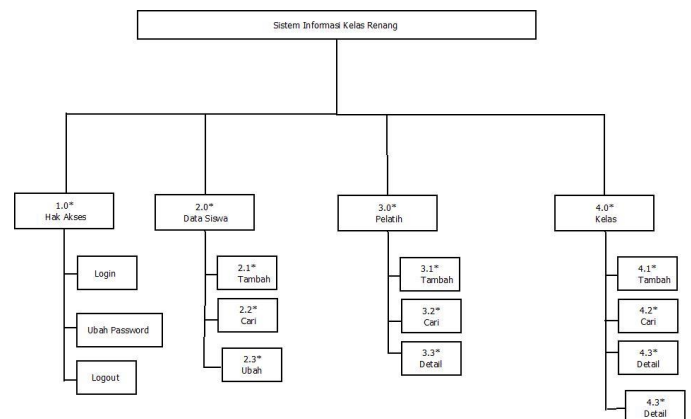 Sistem Informasi Kelas Renang
1.0*
Hak Akses
2.0*
Data Siswa
3.0*
Pelatih
4.0*
Kelas
Login
Ubah Password
Logout
2.1*
Tambah
2.2*
Cari
2.3*
Ubah
3.1*
Tambah
3.2*
Cari
3.3*
Detail
4.1*
Tambah
4.2*
Cari
4.3*
Detail
4.3*
Detail